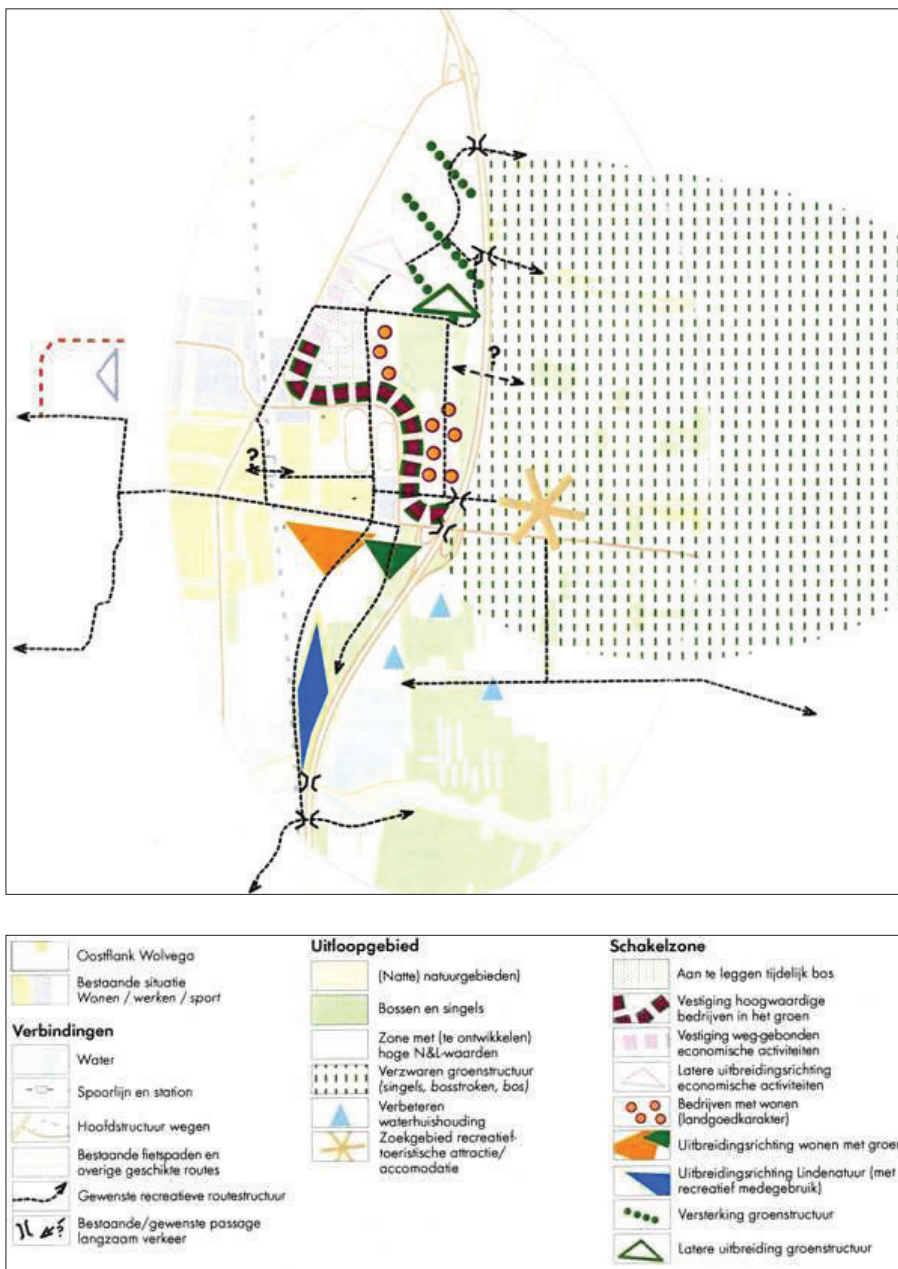 ?
?
Oostflank Wolvega
Bestaande situatie
Wonen / werken / sport
Verbindingen
Water
Spoorlijn en station
Hoofdstructuur wegen
Bestaande fietspaden en
overige geschikte routes
Gewenste recreatieve routestructuur
?
Bestaande/gewenste passage
langzaam verkeer
Uitloopgebied
(Natte) natuurgebieden)
Bossen en singels
Zone met (te ontwikkelen)
hoge N&L-waarden
Verzwaren groenstructuur
(singels, bosstroken, bos)
Verbeteren
waterhuishouding
Zoekgebied recreatief-
toeristische attractie/
accomodatie
Schakelzone
Aan te leggen tijdelijk bos
Vestiging hoogwaardige
bedrijven in het groen
Vestiging weg-gebonden
economische activiteiten
Latere uitbreidingsrichting
economische activiteiten
Bedrijven met wonen
(landgoedkarakter)
Uitbreidingsrichting wonen met groen
Uitbreidingsrichting Lindenatuur (met
recreatief medegebruik)
Versterking groenstructuur
Latere uitbreiding groenstructuur